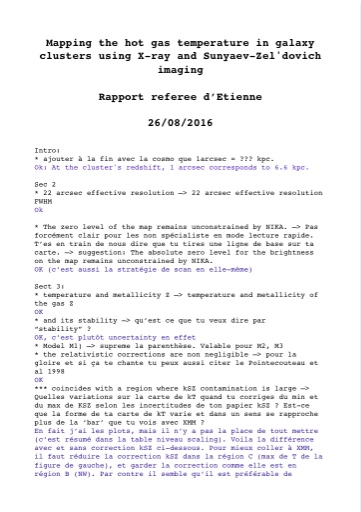 Mapping the hot gas temperature in galaxy
clusters using X-ray and Sunyaev-Zel'dovich
imaging
Rapport referee d'Etienne
26/08/2016
Intro:
* ajouter à la fin avec la cosmo que 1arcsec = ??? kpc.
Ok: At the cluster's redshift, 1 arcsec corresponds to 6.6 kpc.
Sec 2
* 22 arcsec effective resolution —> 22 arcsec effective resolution
FWHM
Ok
* The zero level of the map remains unconstrained by NIKA. —> Pas
forcément clair pour les non spécialiste en mode lecture rapide.
T'es en train de nous dire que tu tires une ligne de base sur ta
carte. —> suggestion: The absolute zero level for the brightness
on the map remains unconstrained by NIKA.
OK (c'est aussi la stratégie de scan en elle-même)
Sect 3:
* temperature and metallicity Z —> temperature and metallicity of
the gas Z
OK
* and its stability —> qu'est ce que tu veux dire par
"stability" ?
OK, c'est plutôt uncertainty en effet
* Model M1) —> supreme la parenthèse. Valable pour M2, M3
* the relativistic corrections are non negligible —> pour la
gloire et si ça te chante tu peux aussi citer le Pointecouteau et
al 1998
OK
*** coincides with a region where kSZ contamination is large —>
Quelles variations sur la carte de kT quand tu corriges du min et
du max de KSZ selon les incertitudes de ton papier kSZ ? Est-ce
que la forme de ta carte de kT varie et dans un sens se rapproche
plus de la 'bar' que tu vois avec XMM ?
En fait j'ai les plots, mais il n'y a pas la place de tout mettre
(c'est résumé dans la table niveau scaling). Voila la différence
avec et sans correction kSZ ci-dessous. Pour mieux coller à XMM,
il faut réduire la correction kSZ dans la région C (max de T de la
figure de gauche), et garder la correction comme elle est en
région B (NW). Par contre il semble qu'il est préférable de